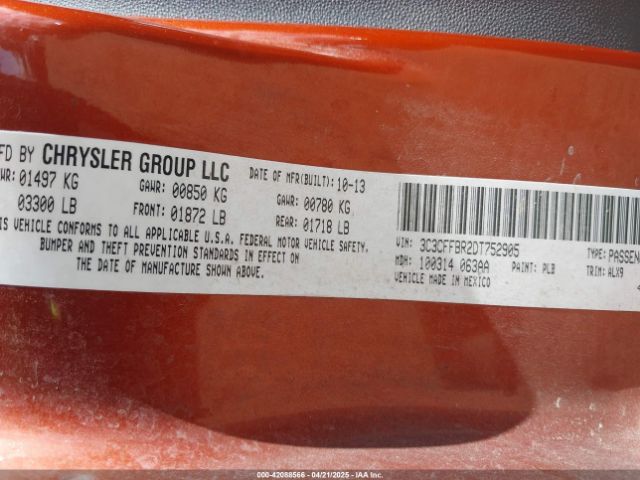 FD BY CHRYSLER GROUP LLC
DATE OF MFR(BUILT): 10-13
WR: 01497 KG
GAWR: 00850 KG
GAWR: 00780 KG
03300 LB
FRONT: 01872 LB
REAR: 01718 LB
IS VEHICLE CONFORMS TO ALL APPLICABLE U.S.A. FEDERAL MOTOR VEHICLE SAFETY,
BUMPER AND THEFT PREVENTION STANDARDS IN EFFECT ON
THE DATE OF MANUFACTURE SHOWN ABOVE.
VIN: 3C3CFFBR2DT752905
TYPE: PASSEN
MDH: 100314 063AA
PAINT: PLB
TRIM: ALX9
VEHICLE MADE IN MEXICO
4
000-42088566 - 04/21/2025 - IAA Inc.